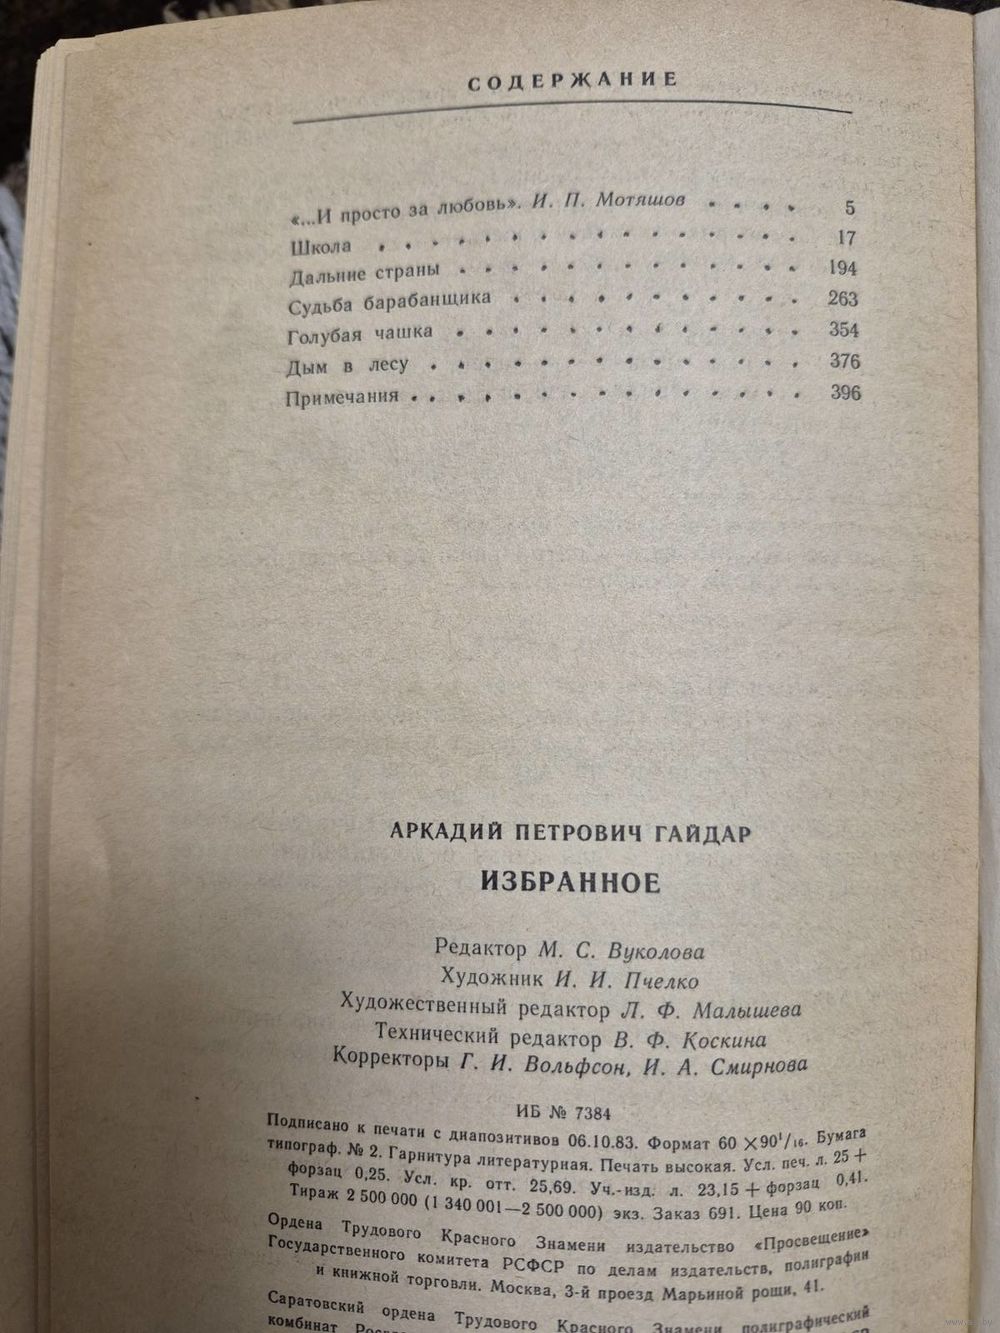 СОДЕРЖАНИЕ
«...И просто за любовь». И. П. Мотяшов . . . . 5
Школа . . . . . . . . . . . . . . . 17
Дальние страны . . . . . . . . . . . . 194
Судьба барабанщика . . . . . . . . . . 263
Голубая чашка . . . . . . . . . . . . 354
Дым в лесу . . . . . . . . . . . . . 376
Примечания . . . . . . . . . . . . . 396
АРКАДИЙ ПЕТРОВИЧ ГАЙДАР
ИЗБРАННОЕ
Редактор М. С. Вуколова
Художник И. И. Пчелко
Художественный редактор Л. Ф. Малышева
Технический редактор В. Ф. Коскина
Корректоры Г. И. Вольфсон, И. А. Смирнова
ИБ № 7384
Подписано к печати с диапозитивов 06.10.83. Формат 60 ×90¹/₁₆. Бумага
типограф. № 2. Гарнитура литературная. Печать высокая. Усл. печ. л. 25 +
форзац 0,25. Усл. кр. отт. 25,69. Уч.-изд. л. 23,15 + форзац 0,41.
Тираж 2 500 000 (1 340 001—2 500 000) экз. Заказ 691. Цена 90 коп.
Ордена Трудового Красного Знамени издательство «Просвещение»
Государственного комитета РСФСР по делам издательств, полиграфии
и книжной торговли. Москва, 3-й проезд Марьиной рощи, 41.
Саратовский ордена Трудового Красного Знамени полиграфический
комбинат